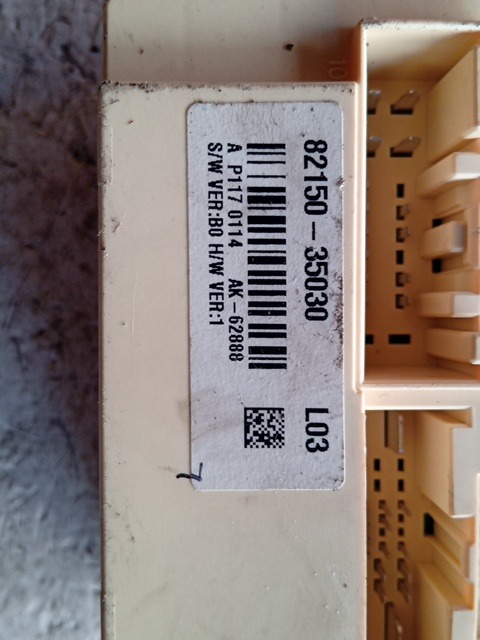 82150-35030 L03
A P117 0114 AK-62888
S/W VER:B0 H/W VER:1